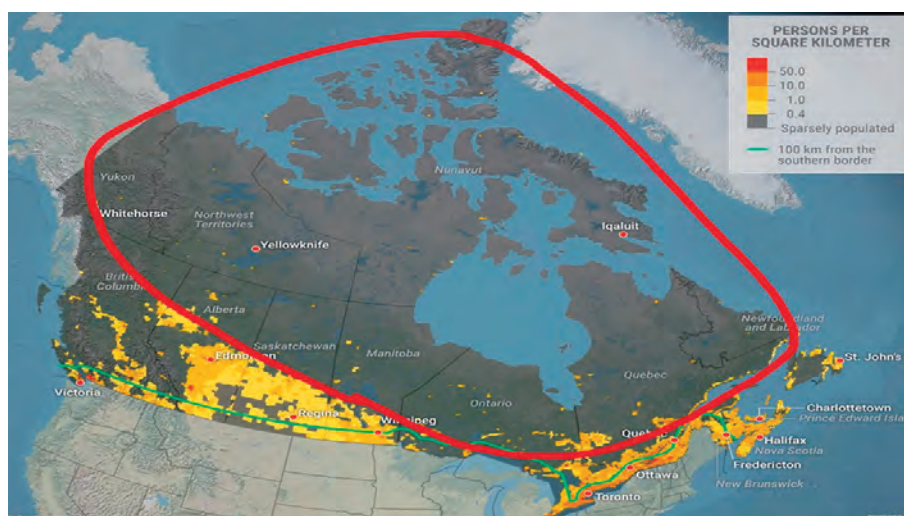 PERSONS PER
SQUARE KILOMETER
50.0
10.0
1.0
0.4
Sparsely populated
100 km from the
southern border
Yukon
Whitehorse
Northwest
Territories
Yellowknife
Nunavut
Iqaluit
British
Columbia
Alberta
Edmonton
Saskatchewan
Manitoba
Ontario
Quebec
Newfoundland
and Labrador
St. John's
Victoria
Regina
Winnipeg
Quebec
Charlottetown
Prince Edward Isla
Halifax
Nova Scotia
Fredericton
Ottawa
New Brunswick
Toronto